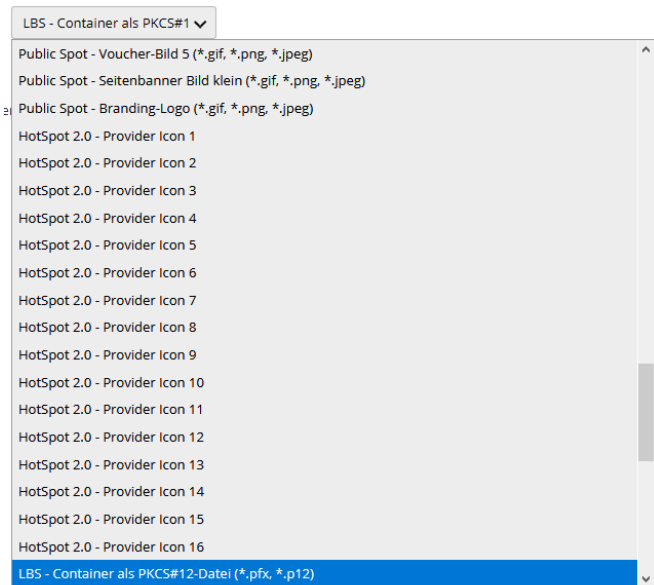 LBS - Container als PKCS#1
Public Spot - Voucher-Bild 5 (*.gif, *.png, *.jpeg)
Public Spot - Seitenbanner Bild klein (*.gif, *.png, *.jpeg)
Public Spot - Branding-Logo (*.gif, *.png, *.jpeg)
HotSpot 2.0 - Provider Icon 1
HotSpot 2.0 - Provider Icon 2
HotSpot 2.0 - Provider Icon 3
HotSpot 2.0 - Provider Icon 4
HotSpot 2.0 - Provider Icon 5
HotSpot 2.0 - Provider Icon 6
HotSpot 2.0 - Provider Icon 7
HotSpot 2.0 - Provider Icon 8
HotSpot 2.0 - Provider Icon 9
HotSpot 2.0 - Provider Icon 10
HotSpot 2.0 - Provider Icon 11
HotSpot 2.0 - Provider Icon 12
HotSpot 2.0 - Provider Icon 13
HotSpot 2.0 - Provider Icon 14
HotSpot 2.0 - Provider Icon 15
HotSpot 2.0 - Provider Icon 16
LBS - Container als PKCS#12-Datei (*.pfx, *.p12)